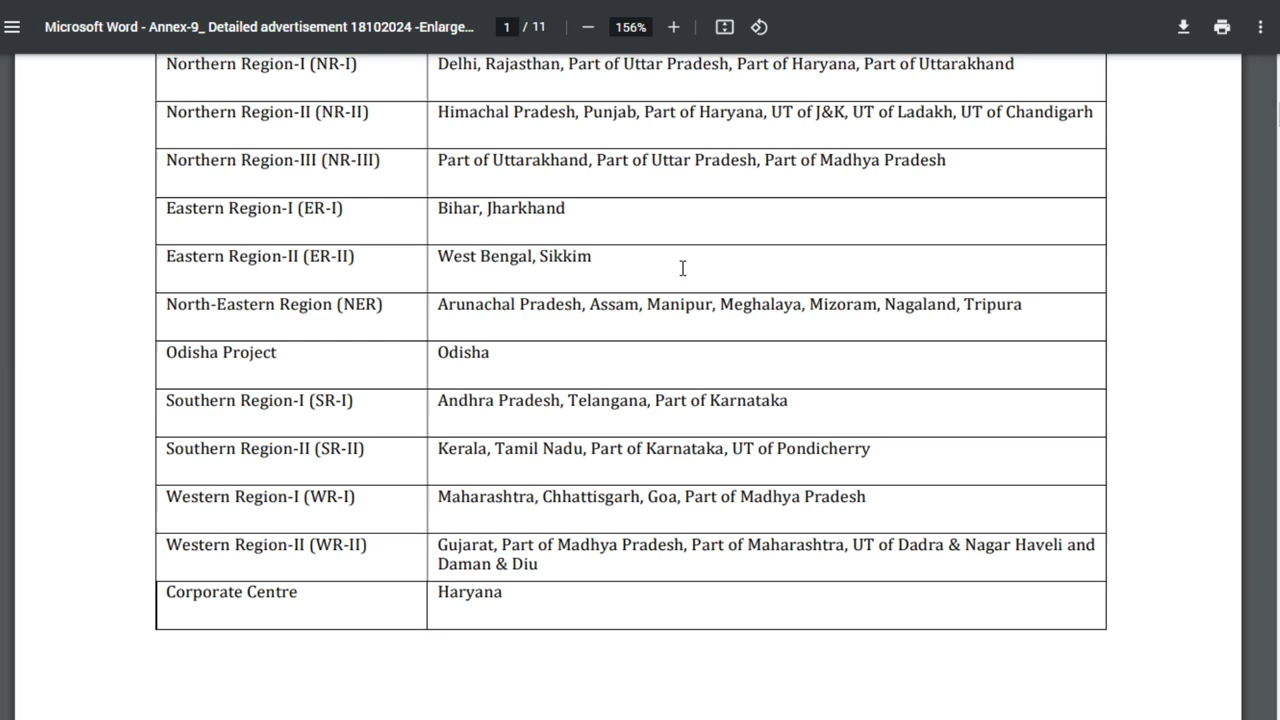 Microsoft Word - Annex-9_ Detailed advertisement 18102024 -Enlarge...
1 / 11
156%
Northern Region-I (NR-I) Delhi, Rajasthan, Part of Uttar Pradesh, Part of Haryana, Part of Uttarakhand
Northern Region-II (NR-II) Himachal Pradesh, Punjab, Part of Haryana, UT of J&K, UT of Ladakh, UT of Chandigarh
Northern Region-III (NR-III) Part of Uttarakhand, Part of Uttar Pradesh, Part of Madhya Pradesh
Eastern Region-I (ER-I) Bihar, Jharkhand
Eastern Region-II (ER-II) West Bengal, Sikkim
North-Eastern Region (NER) Arunachal Pradesh, Assam, Manipur, Meghalaya, Mizoram, Nagaland, Tripura
Odisha Project Odisha
Southern Region-I (SR-I) Andhra Pradesh, Telangana, Part of Karnataka
Southern Region-II (SR-II) Kerala, Tamil Nadu, Part of Karnataka, UT of Pondicherry
Western Region-I (WR-I) Maharashtra, Chhattisgarh, Goa, Part of Madhya Pradesh
Western Region-II (WR-II) Gujarat, Part of Madhya Pradesh, Part of Maharashtra, UT of Dadra & Nagar Haveli and
Daman & Diu
Corporate Centre Haryana